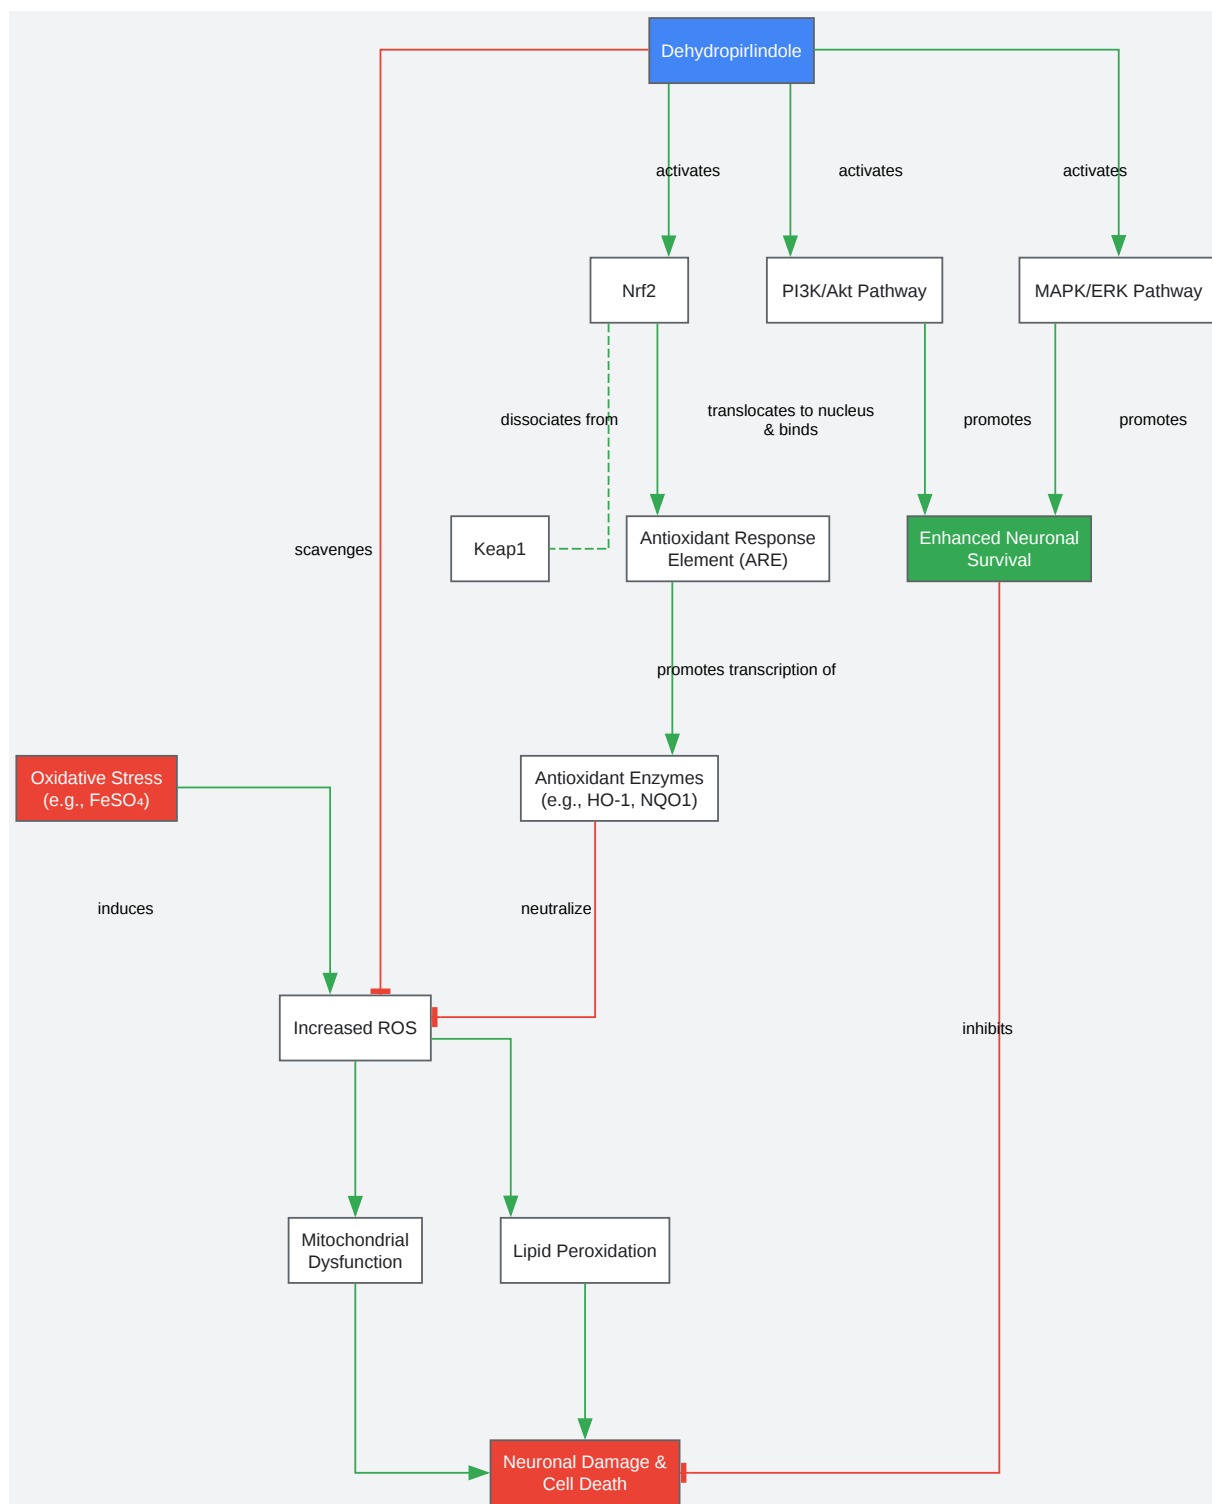 Dehydropirlindole
activates
activates
activates
Nrf2
PI3K/Akt Pathway
MAPK/ERK Pathway
dissociates from
translocates to nucleus
& binds
promotes
promotes
scavenges
Keap1
Antioxidant Response
Element (ARE)
Enhanced Neuronal
Survival
promotes transcription of
Oxidative Stress
(e.g., FeSO₄)
Antioxidant Enzymes
(e.g., HO-1, NQO1)
induces
neutralize
Increased ROS
inhibits
Mitochondrial
Dysfunction
Lipid Peroxidation
Neuronal Damage &
Cell Death